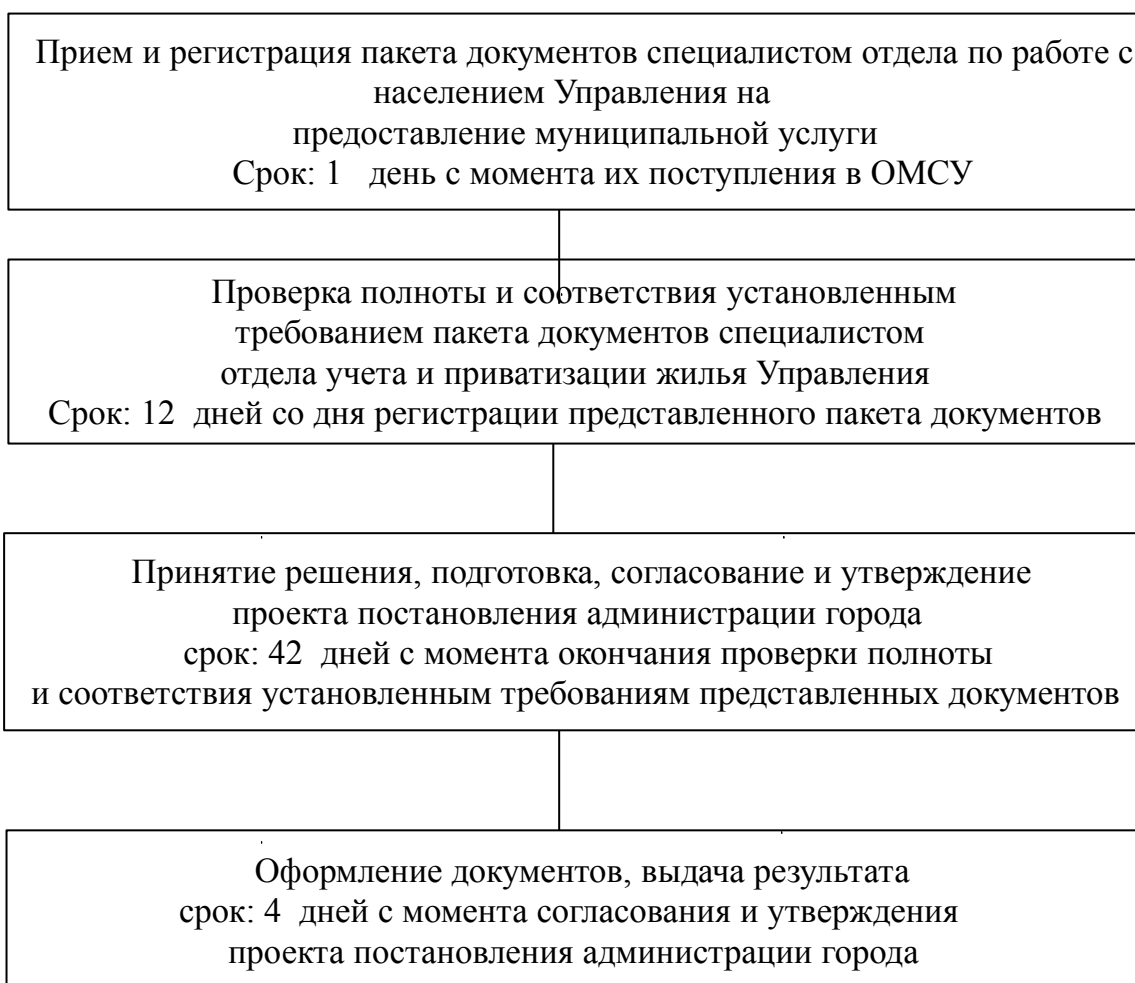 Прием и регистрация пакета документов специалистом отдела по работе с
населением Управления на
предоставление муниципальной услуги
Срок: 1 день с момента их поступления в ОМСУ
Проверка полноты и соответствия установленным
требованием пакета документов специалистом
отдела учета и приватизации жилья Управления
Срок: 12 дней со дня регистрации представленного пакета документов
Принятие решения, подготовка, согласование и утверждение
проекта постановления администрации города
срок: 42 дней с момента окончания проверки полноты
и соответствия установленным требованиям представленных документов
Оформление документов, выдача результата
срок: 4 дней с момента согласования и утверждения
проекта постановления администрации города